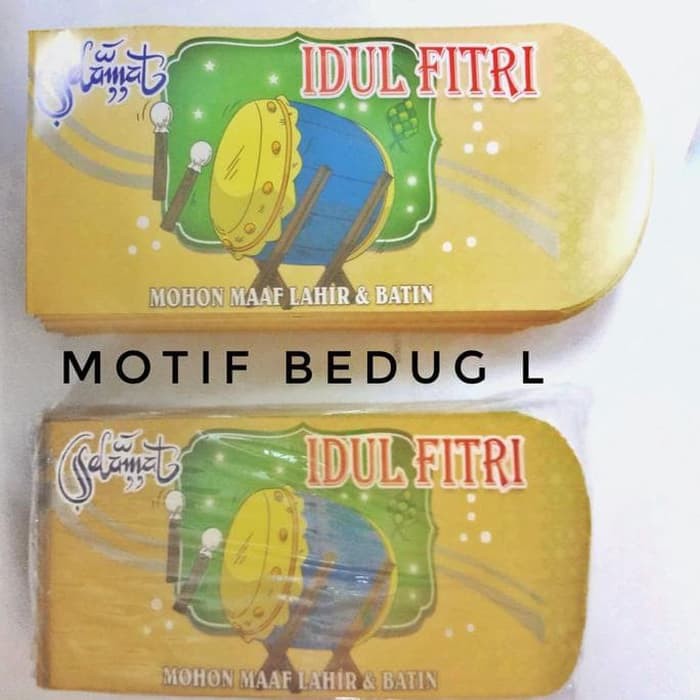 Selamat IDUL FITRI
MOHON MAAF LAHIR & BATIN
MOTIF BEDUG L
Selamat IDUL FITRI
MOHON MAAF LAHIR & BATIN